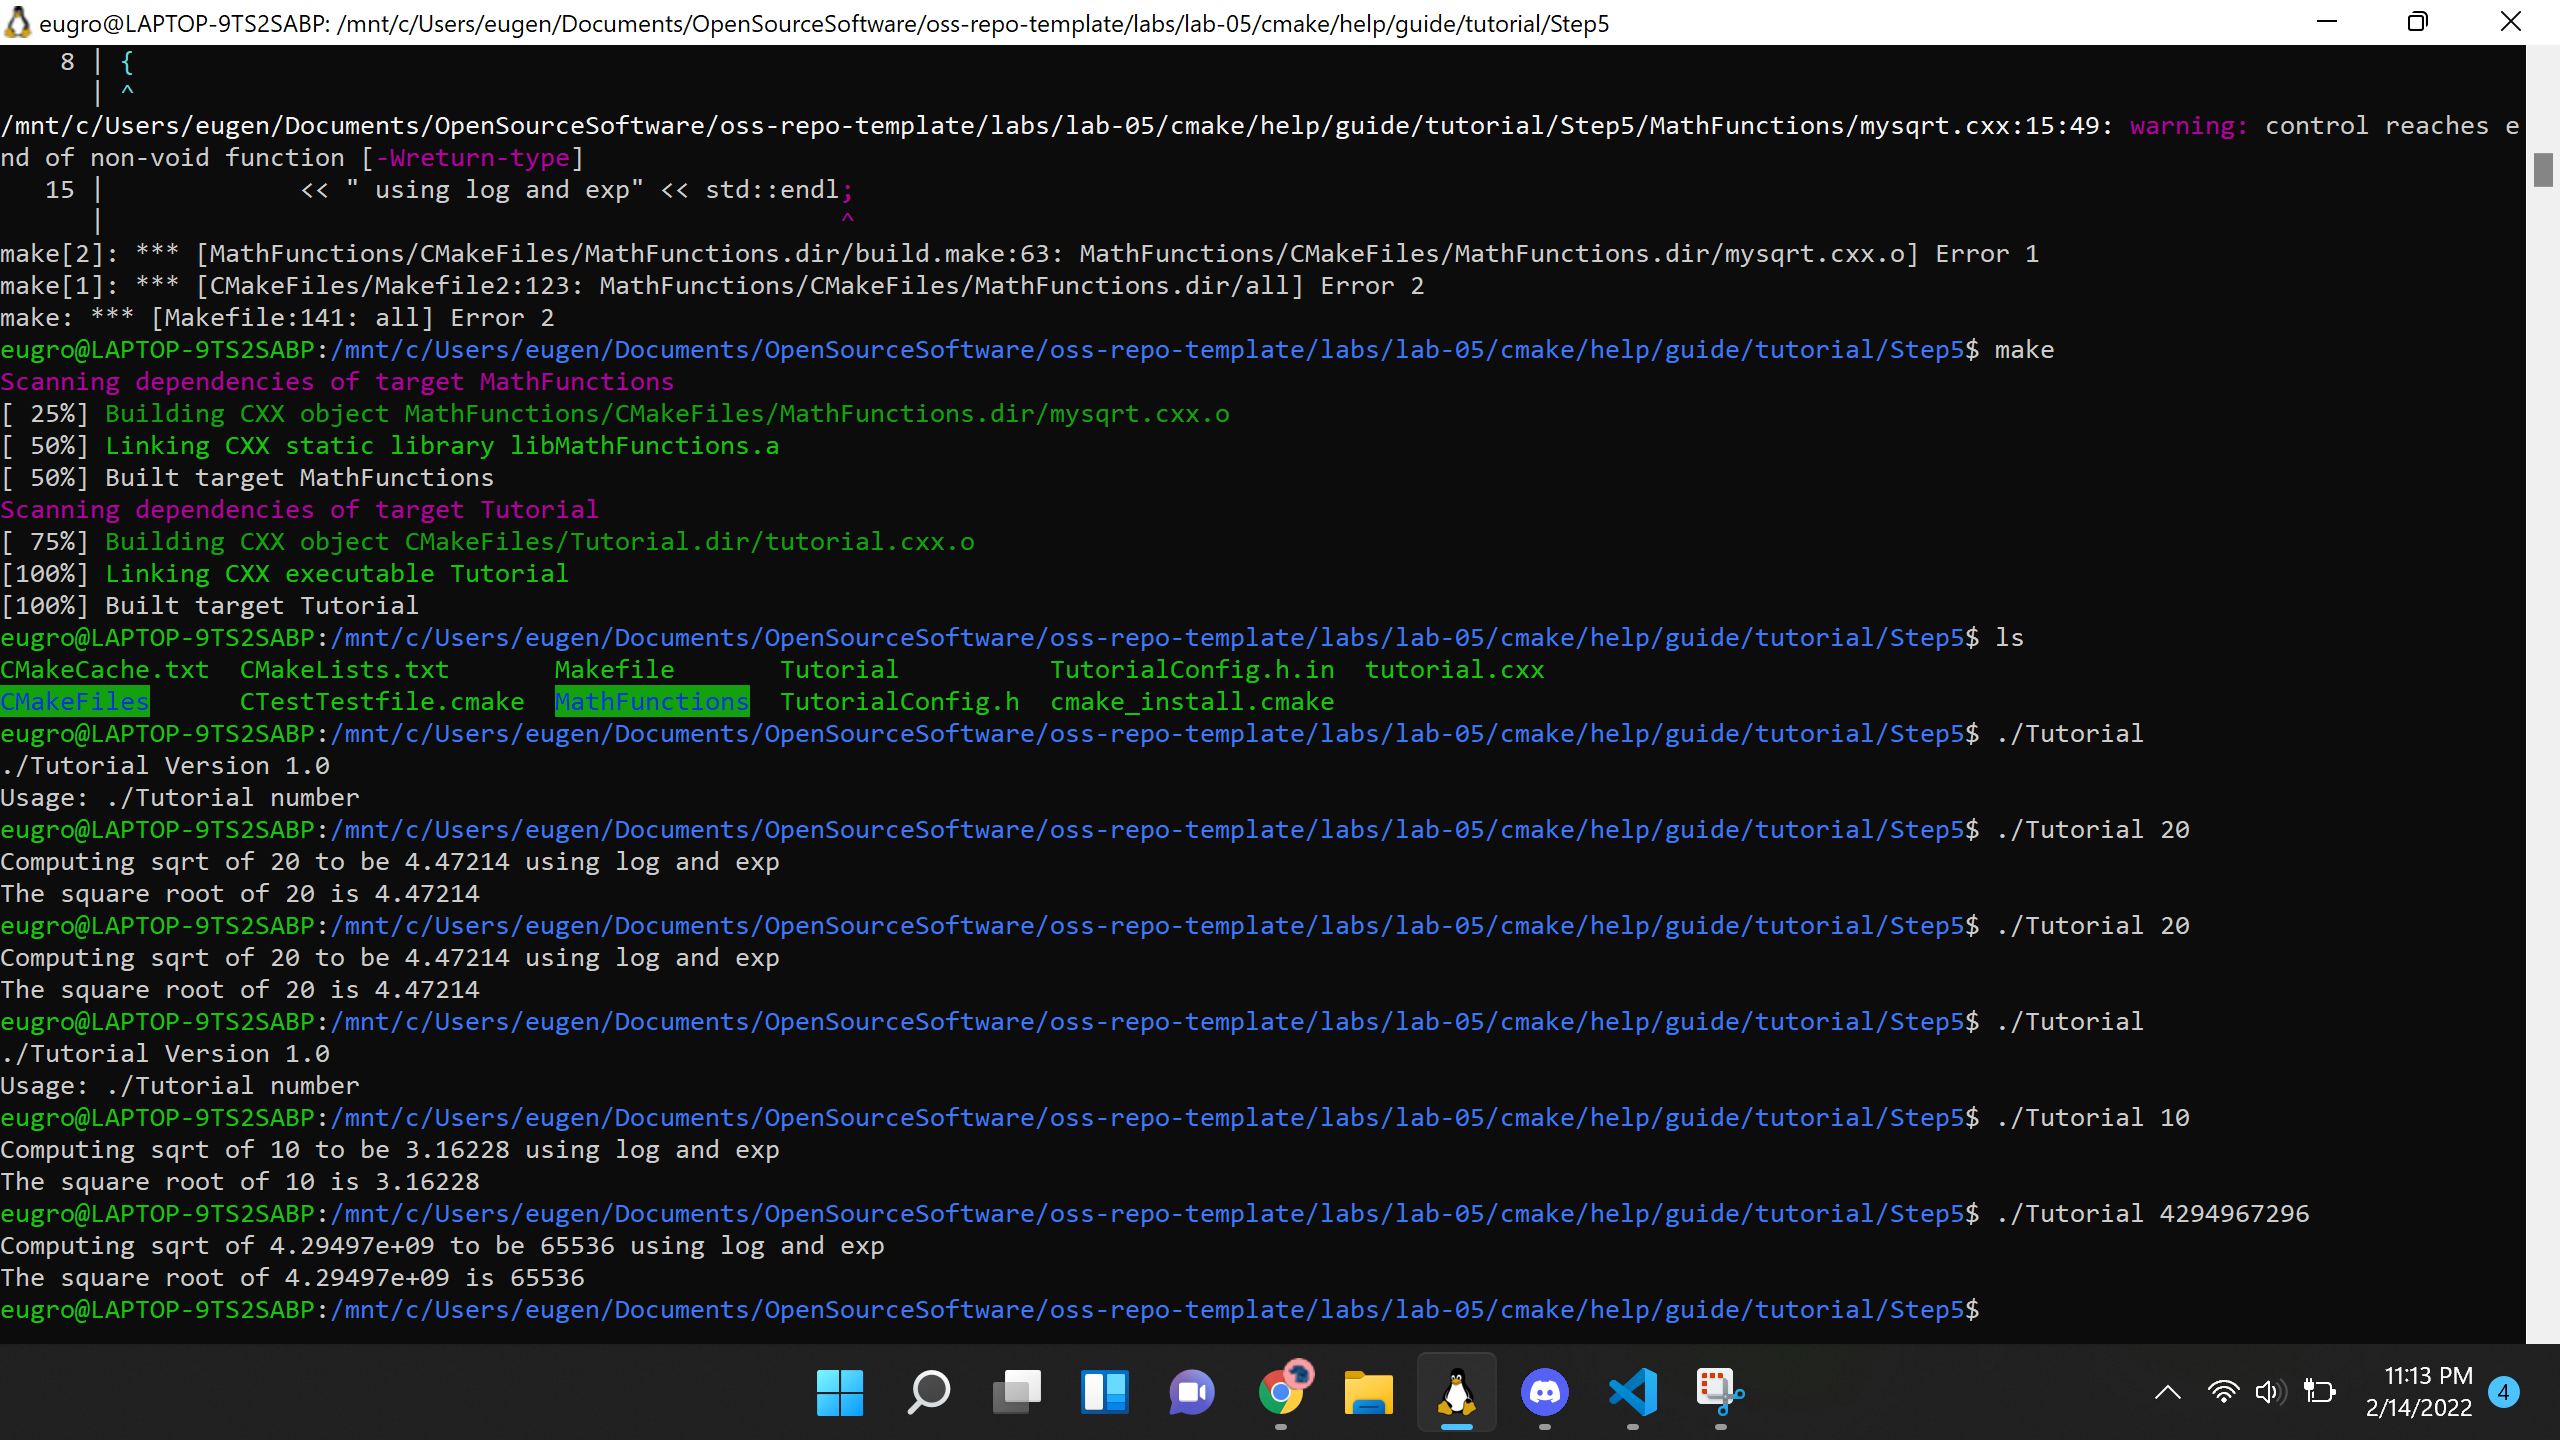 eugro@LAPTOP-9TS2SABP: /mnt/c/Users/eugen/Documents/OpenSourceSoftware/oss-repo-template/labs/lab-05/cmake/help/guide/tutorial/Step5
    8 | {
      | ^
/mnt/c/Users/eugen/Documents/OpenSourceSoftware/oss-repo-template/labs/lab-05/cmake/help/guide/tutorial/Step5/MathFunctions/mysqrt.cxx:15:49: warning: control reaches e
nd of non-void function [-Wreturn-type]
   15 |             << " using log and exp" << std::endl;
      |                                                 ^
make[2]: *** [MathFunctions/CMakeFiles/MathFunctions.dir/build.make:63: MathFunctions/CMakeFiles/MathFunctions.dir/mysqrt.cxx.o] Error 1
make[1]: *** [CMakeFiles/Makefile2:123: MathFunctions/CMakeFiles/MathFunctions.dir/all] Error 2
make: *** [Makefile:141: all] Error 2
eugro@LAPTOP-9TS2SABP:/mnt/c/Users/eugen/Documents/OpenSourceSoftware/oss-repo-template/labs/lab-05/cmake/help/guide/tutorial/Step5$ make
Scanning dependencies of target MathFunctions
[ 25%] Building CXX object MathFunctions/CMakeFiles/MathFunctions.dir/mysqrt.cxx.o
[ 50%] Linking CXX static library libMathFunctions.a
[ 50%] Built target MathFunctions
Scanning dependencies of target Tutorial
[ 75%] Building CXX object CMakeFiles/Tutorial.dir/tutorial.cxx.o
[100%] Linking CXX executable Tutorial
[100%] Built target Tutorial
eugro@LAPTOP-9TS2SABP:/mnt/c/Users/eugen/Documents/OpenSourceSoftware/oss-repo-template/labs/lab-05/cmake/help/guide/tutorial/Step5$ ls
CMakeCache.txt  CMakeLists.txt       Makefile       Tutorial          TutorialConfig.h.in  tutorial.cxx
CMakeFiles      CTestTestfile.cmake  MathFunctions  TutorialConfig.h  cmake_install.cmake
eugro@LAPTOP-9TS2SABP:/mnt/c/Users/eugen/Documents/OpenSourceSoftware/oss-repo-template/labs/lab-05/cmake/help/guide/tutorial/Step5$ ./Tutorial
./Tutorial Version 1.0
Usage: ./Tutorial number
eugro@LAPTOP-9TS2SABP:/mnt/c/Users/eugen/Documents/OpenSourceSoftware/oss-repo-template/labs/lab-05/cmake/help/guide/tutorial/Step5$ ./Tutorial 20
Computing sqrt of 20 to be 4.47214 using log and exp
The square root of 20 is 4.47214
eugro@LAPTOP-9TS2SABP:/mnt/c/Users/eugen/Documents/OpenSourceSoftware/oss-repo-template/labs/lab-05/cmake/help/guide/tutorial/Step5$ ./Tutorial 20
Computing sqrt of 20 to be 4.47214 using log and exp
The square root of 20 is 4.47214
eugro@LAPTOP-9TS2SABP:/mnt/c/Users/eugen/Documents/OpenSourceSoftware/oss-repo-template/labs/lab-05/cmake/help/guide/tutorial/Step5$ ./Tutorial
./Tutorial Version 1.0
Usage: ./Tutorial number
eugro@LAPTOP-9TS2SABP:/mnt/c/Users/eugen/Documents/OpenSourceSoftware/oss-repo-template/labs/lab-05/cmake/help/guide/tutorial/Step5$ ./Tutorial 10
Computing sqrt of 10 to be 3.16228 using log and exp
The square root of 10 is 3.16228
eugro@LAPTOP-9TS2SABP:/mnt/c/Users/eugen/Documents/OpenSourceSoftware/oss-repo-template/labs/lab-05/cmake/help/guide/tutorial/Step5$ ./Tutorial 4294967296
Computing sqrt of 4.29497e+09 to be 65536 using log and exp
The square root of 4.29497e+09 is 65536
eugro@LAPTOP-9TS2SABP:/mnt/c/Users/eugen/Documents/OpenSourceSoftware/oss-repo-template/labs/lab-05/cmake/help/guide/tutorial/Step5$
11:13 PM
2/14/2022
4